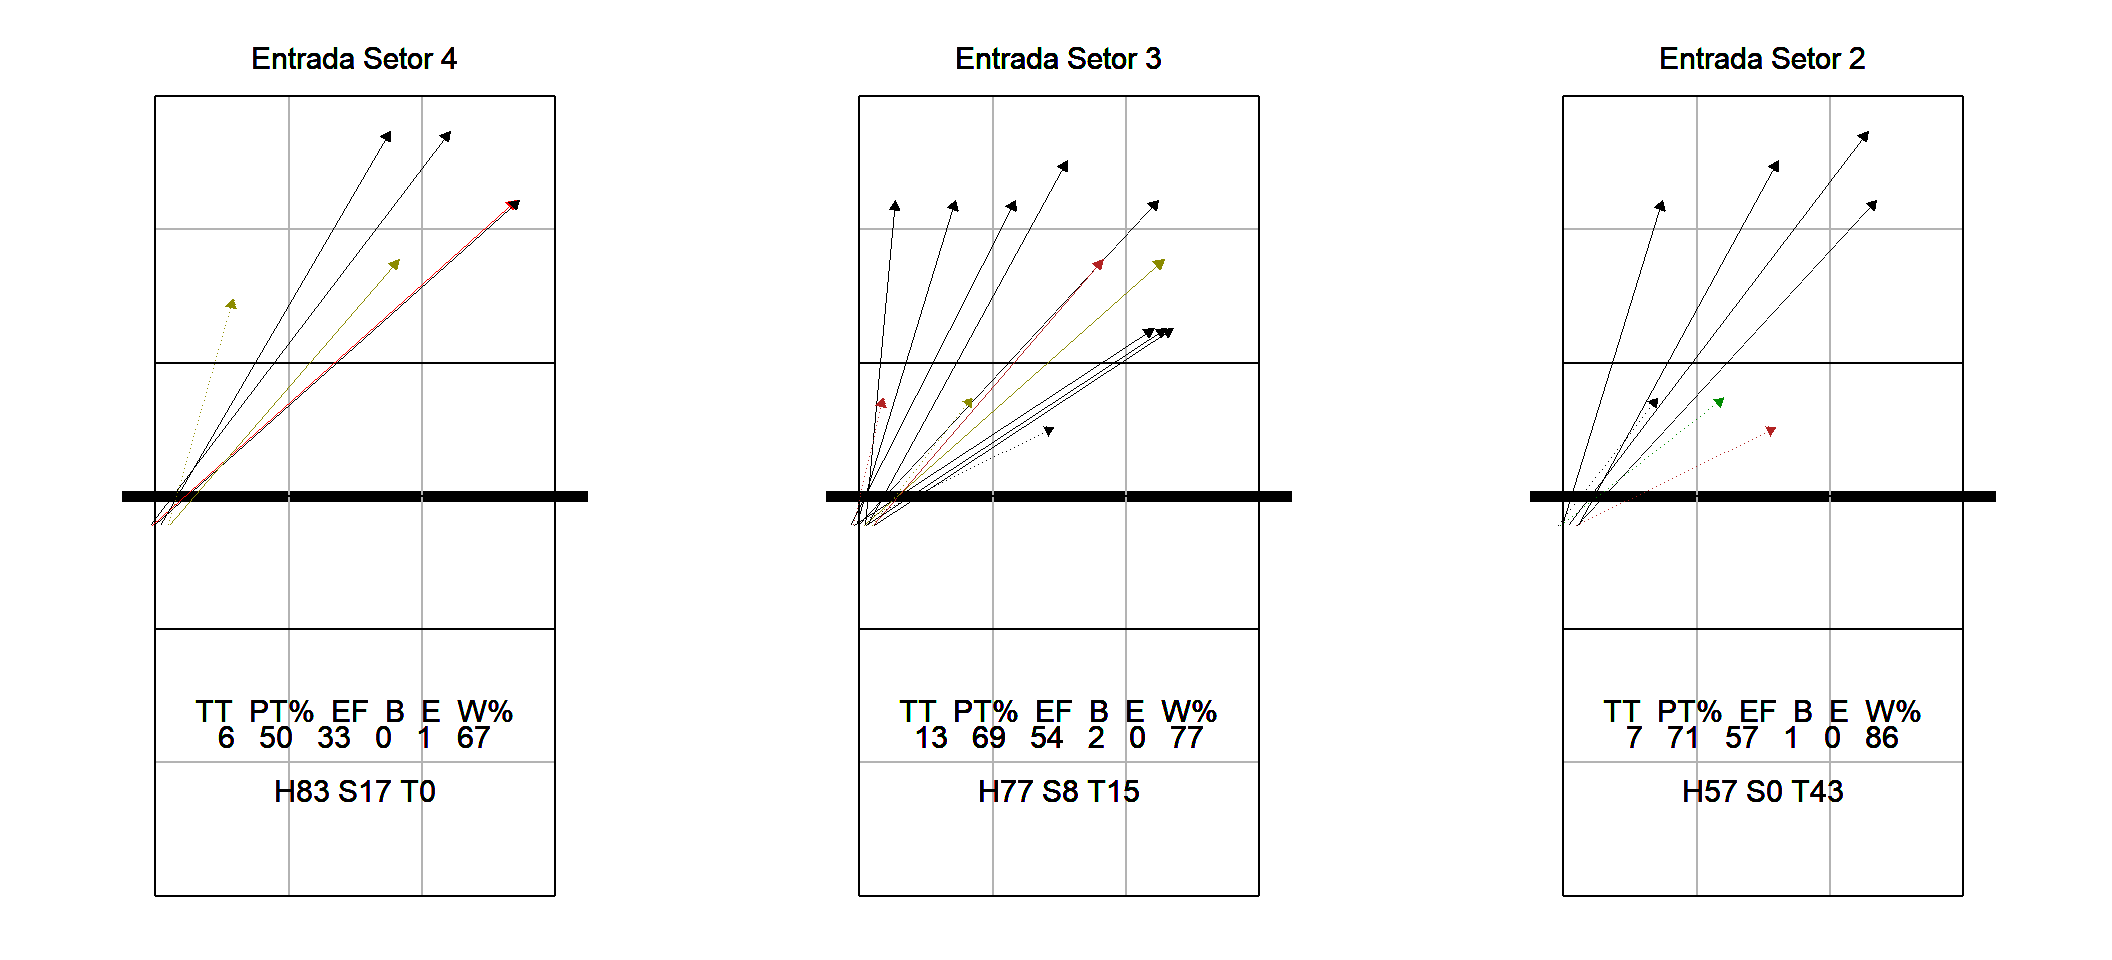 Entrada Setor 4
TT PT% EF B E W%
6 50 33 0 1 67
H83 S17 T0
Entrada Setor 3
TT PT% EF B E W%
13 69 54 2 0 77
H77 S8 T15
Entrada Setor 2
TT PT% EF B E W%
7 71 57 1 0 86
H57 S0 T43